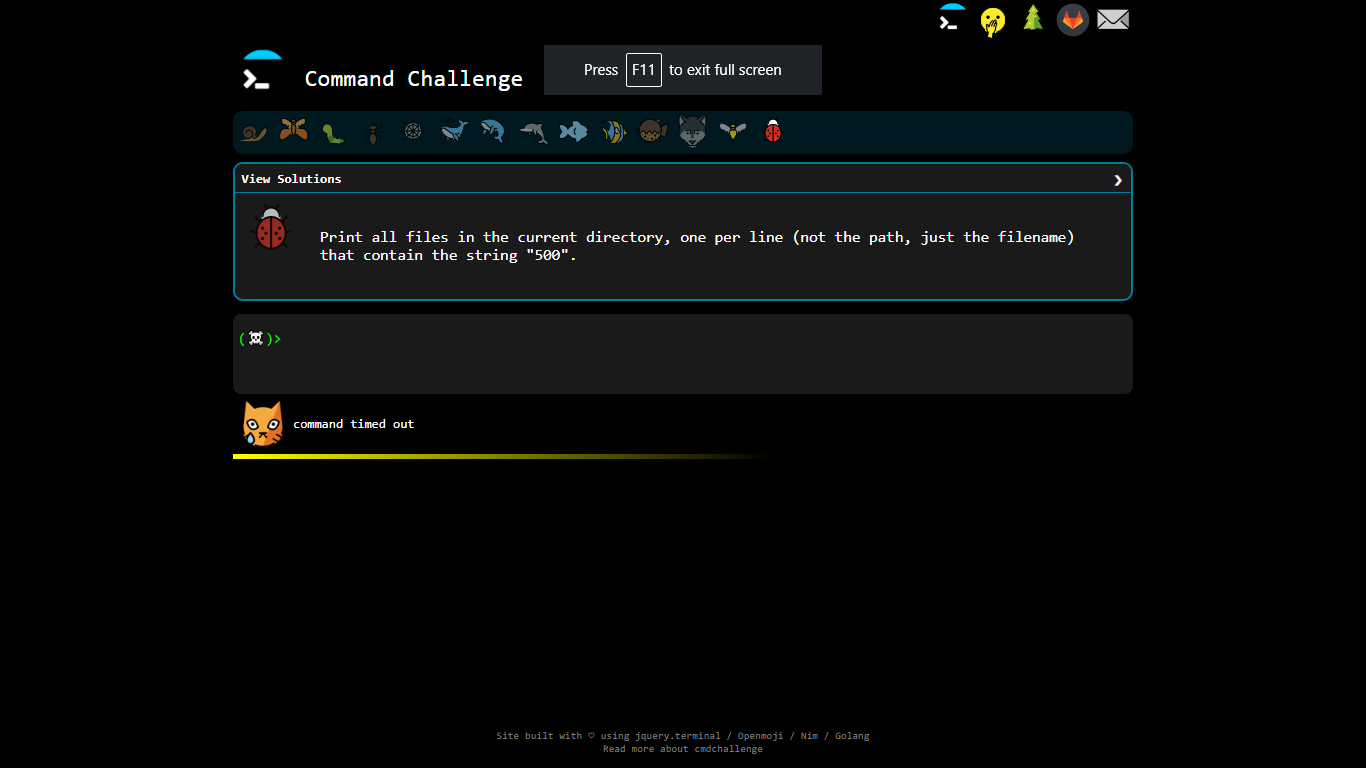 Command Challenge
Press F11 to exit full screen
View Solutions
Print all files in the current directory, one per line (not the path, just the filename)
that contain the string "500".
(☠)>
command timed out
Site built with ♡ using jquery.terminal / Openmoji / Nim / Golang
Read more about cmdchallenge